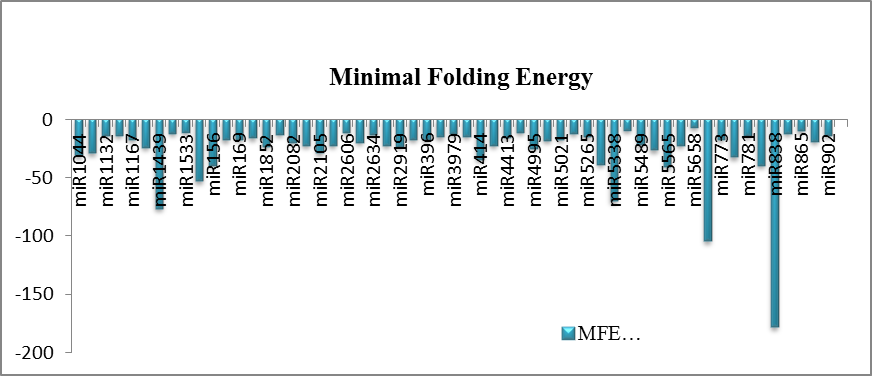 Minimal Folding Energy
0
-50
-100
-150
-200
miR1044
miR1132
miR1167
miR1439
miR1533
miR156
miR169
miR1852
miR2082
miR2105
miR2606
miR2634
miR2919
miR396
miR3979
miR414
miR4413
miR4995
miR5021
miR5265
miR5338
miR5489
miR5565
miR5658
miR773
miR781
miR838
miR865
miR902
MFE…